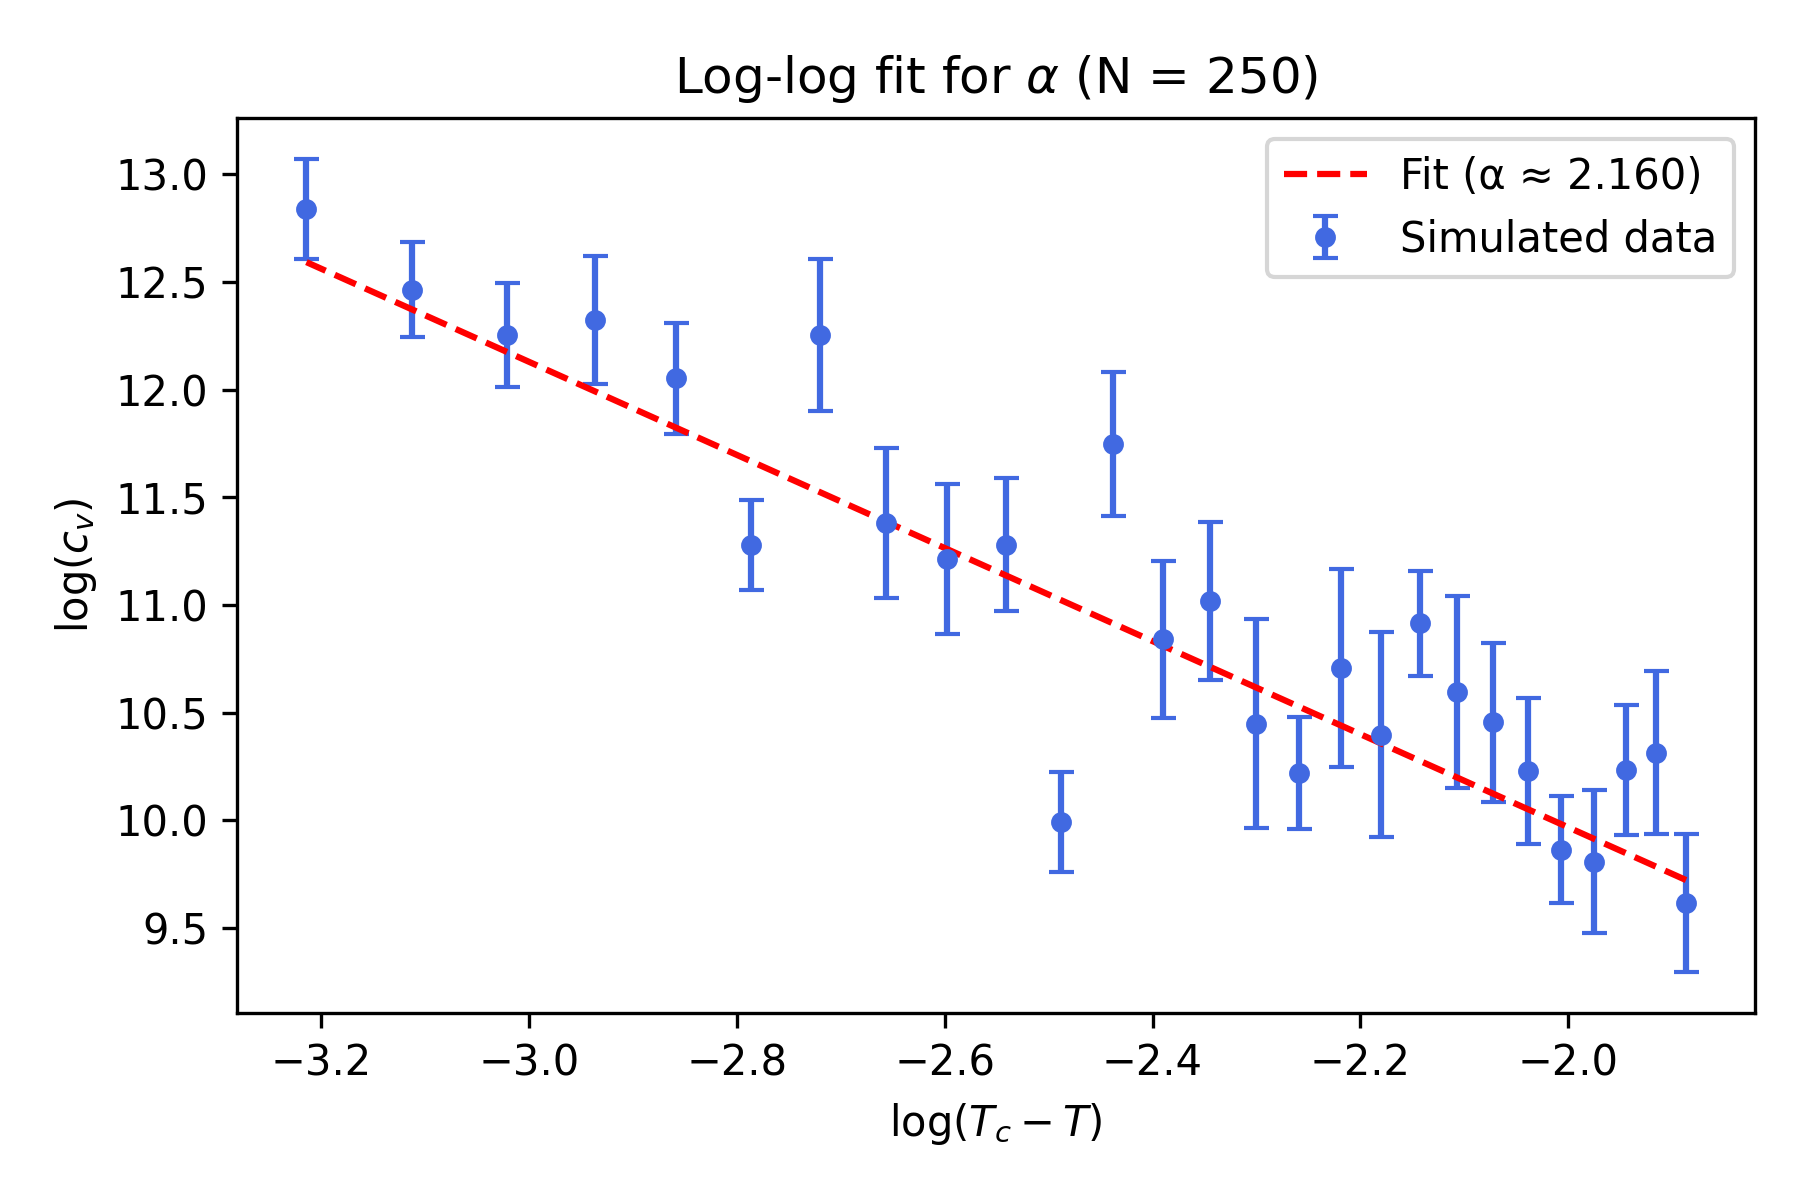 Log-log fit for α (N = 250)
Fit (α ≈ 2.160)
Simulated data
log(c_v)
13.0
12.5
12.0
11.5
11.0
10.5
10.0
9.5
−3.2 −3.0 −2.8 −2.6 −2.4 −2.2 −2.0
log(T_c − T)